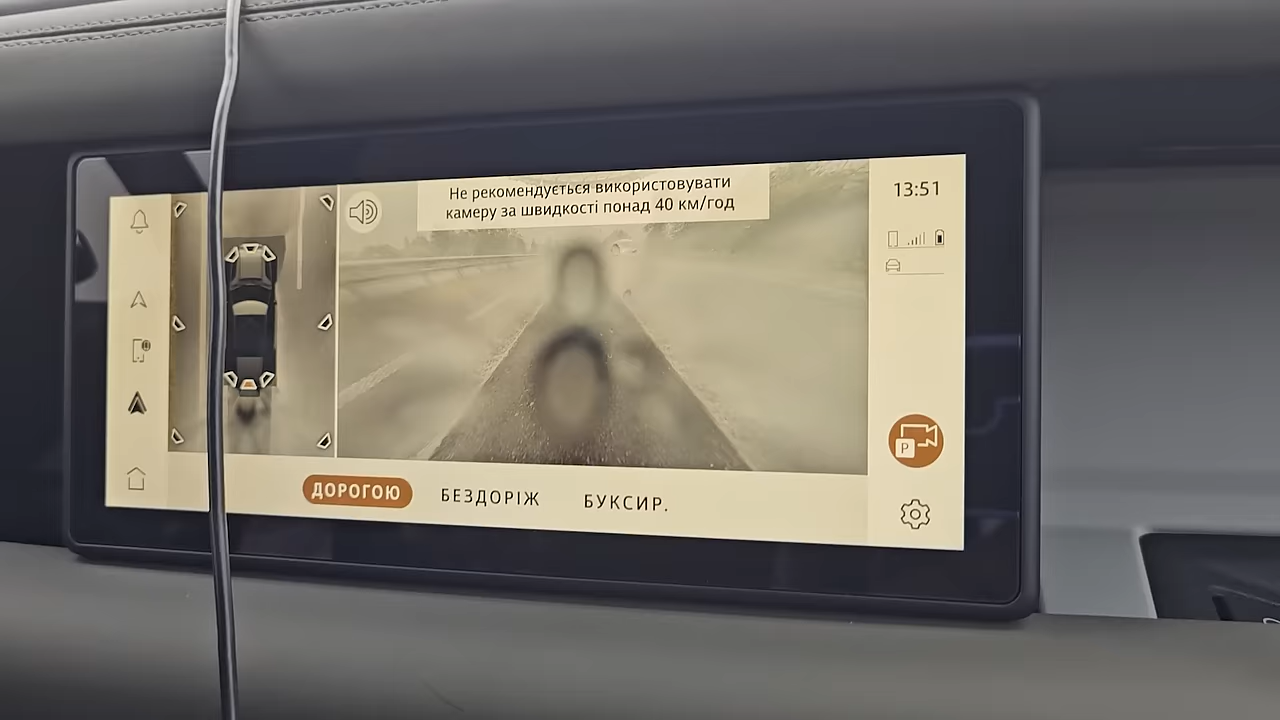 Не рекомендується використовувати
камеру за швидкості понад 40 км/год
13:51
P
ДОРОГОЮ БЕЗДОРІЖ БУКСИР.